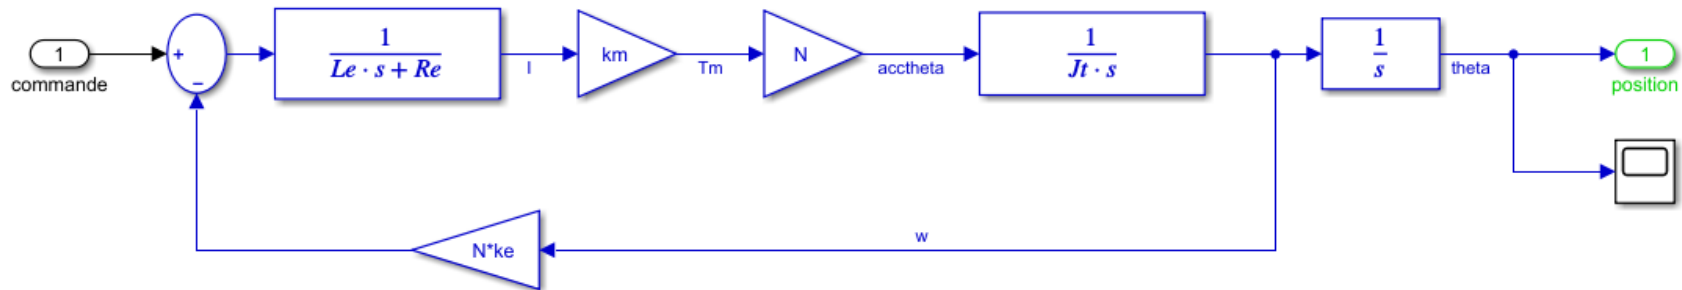 1
commande
+
−
1
Le · s + Re
I
km
Tm
N
acctheta
1
Jt · s
1
s
theta
1
position
N*ke
w